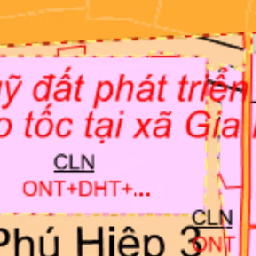 ỹ đất phát triển
o tốc tại xã Gia
CLN
ONT+DHT+...
CLN
Phú Hiệp 3
ONT